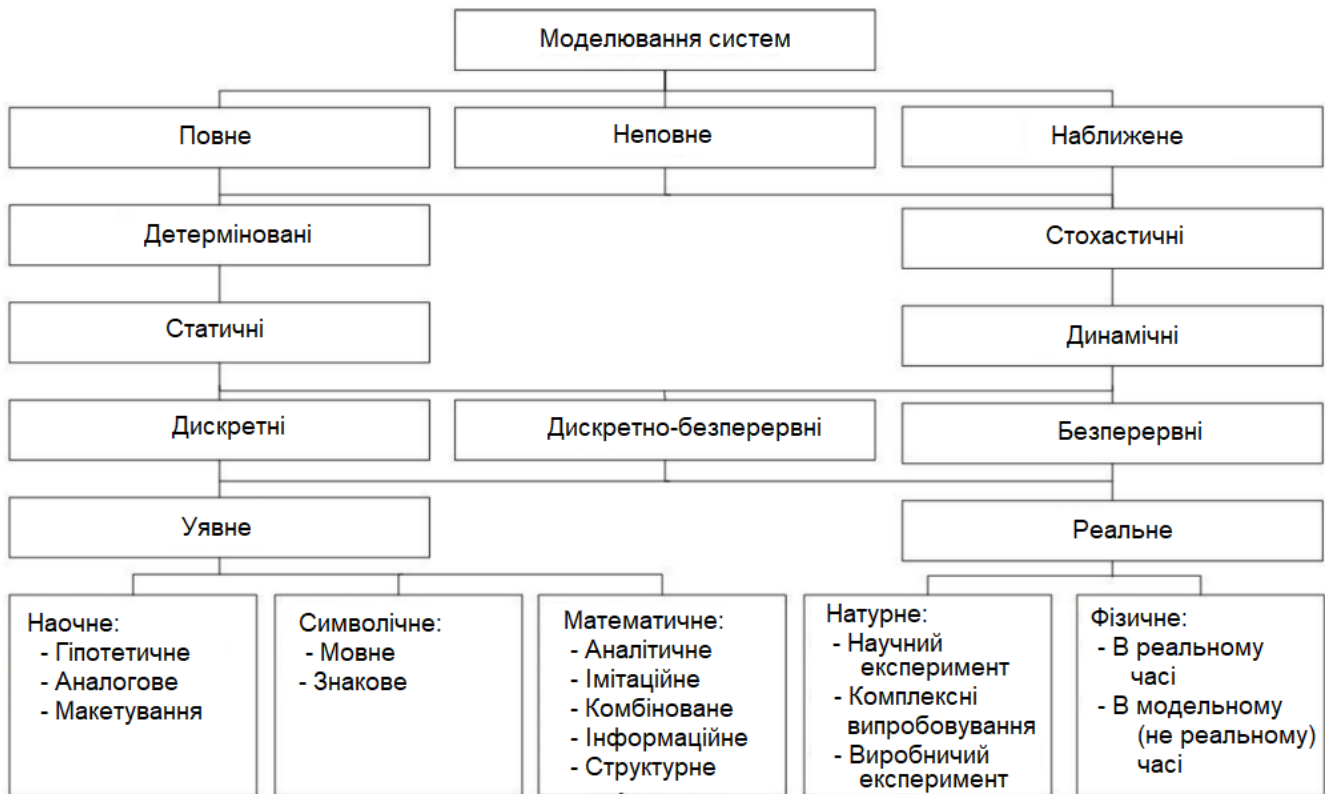 Моделювання систем
Повне
Неповне
Наближене
Детерміновані
Стохастичні
Статичні
Динамічні
Дискретні
Дискретно-безперервні
Безперервні
Уявне
Реальне
Наочне:
- Гіпотетичне
- Аналогове
- Макетування
Символічне:
- Мовне
- Знакове
Математичне:
- Аналітичне
- Імітаційне
- Комбіноване
- Інформаційне
- Структурне
Натурне:
- Научний
експеримент
- Комплексні
випробовування
- Виробничий
експеримент
Фізичне:
- В реальному
часі
- В модельному
(не реальному)
часі